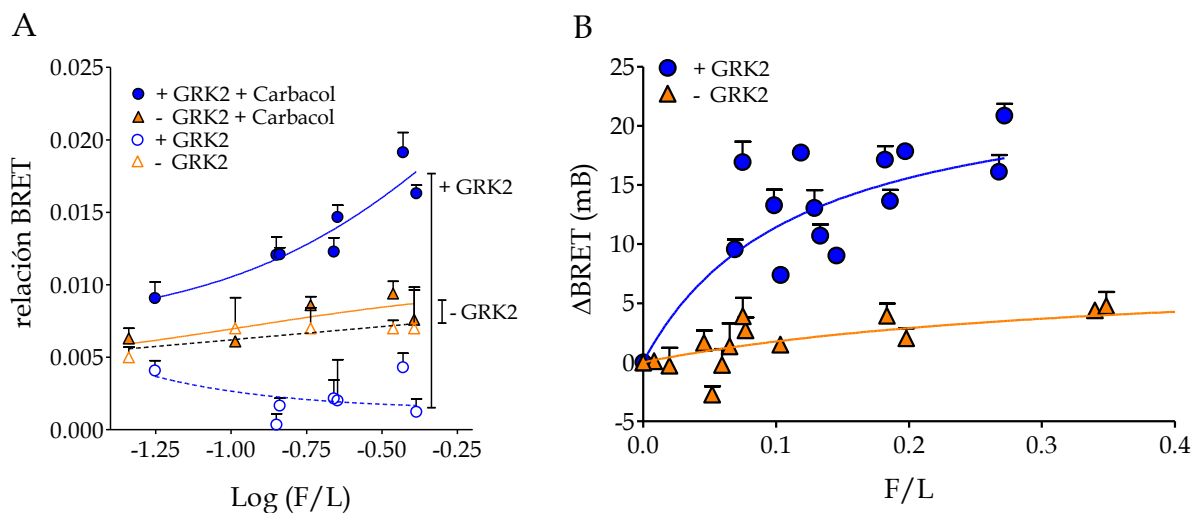 A
relación BRET
0.025
0.020
0.015
0.010
0.005
0.000
+ GRK2 + Carbacol
- GRK2 + Carbacol
+ GRK2
- GRK2
+ GRK2
- GRK2
-1.25 -1.00 -0.75 -0.50 -0.25
Log (F/L)
B
ΔBRET (mB)
25
20
15
10
5
0
-5
+ GRK2
- GRK2
0.0 0.1 0.2 0.3 0.4
F/L